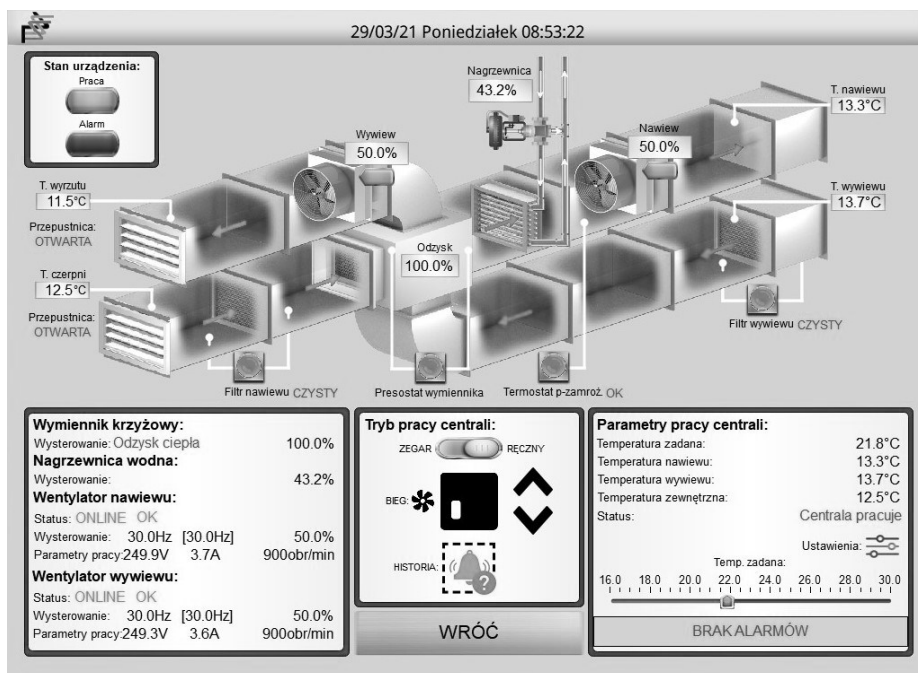 29/03/21 Poniedziałek 08:53:22
Stan urządzenia:
Praca
Alarm
Nagrzewnica
43.2%
T. nawiewu
13.3°C
Wywiew
50.0%
Nawiew
50.0%
T. wyrzutu
11.5°C
Przepustnica:
OTWARTA
T. wywiewu
13.7°C
Odzysk
100.0%
T. czerpni
12.5°C
Przepustnica:
OTWARTA
Filtr wywiewu CZYSTY
Filtr nawiewu CZYSTY
Presostat wymiennika
Termostat p-zamroż. OK
Wymiennik krzyżowy:
Wysterowanie: Odzysk ciepła 100.0%
Nagrzewnica wodna:
Wysterowanie: 43.2%
Wentylator nawiewu:
Status: ONLINE OK
Wysterowanie: 30.0Hz [30.0Hz] 50.0%
Parametry pracy:249.9V 3.7A 900obr/min
Wentylator wywiewu:
Status: ONLINE OK
Wysterowanie: 30.0Hz [30.0Hz] 50.0%
Parametry pracy:249.3V 3.6A 900obr/min
Tryb pracy centrali:
ZEGAR RĘCZNY
BIEG:
HISTORIA:
?
WRÓĆ
Parametry pracy centrali:
Temperatura zadana: 21.8°C
Temperatura nawiewu: 13.3°C
Temperatura wywiewu: 13.7°C
Temperatura zewnętrzna: 12.5°C
Status: Centrala pracuje
Ustawienia:
Temp. zadana:
16.0 18.0 20.0 22.0 24.0 26.0 28.0 30.0
BRAK ALARMÓW